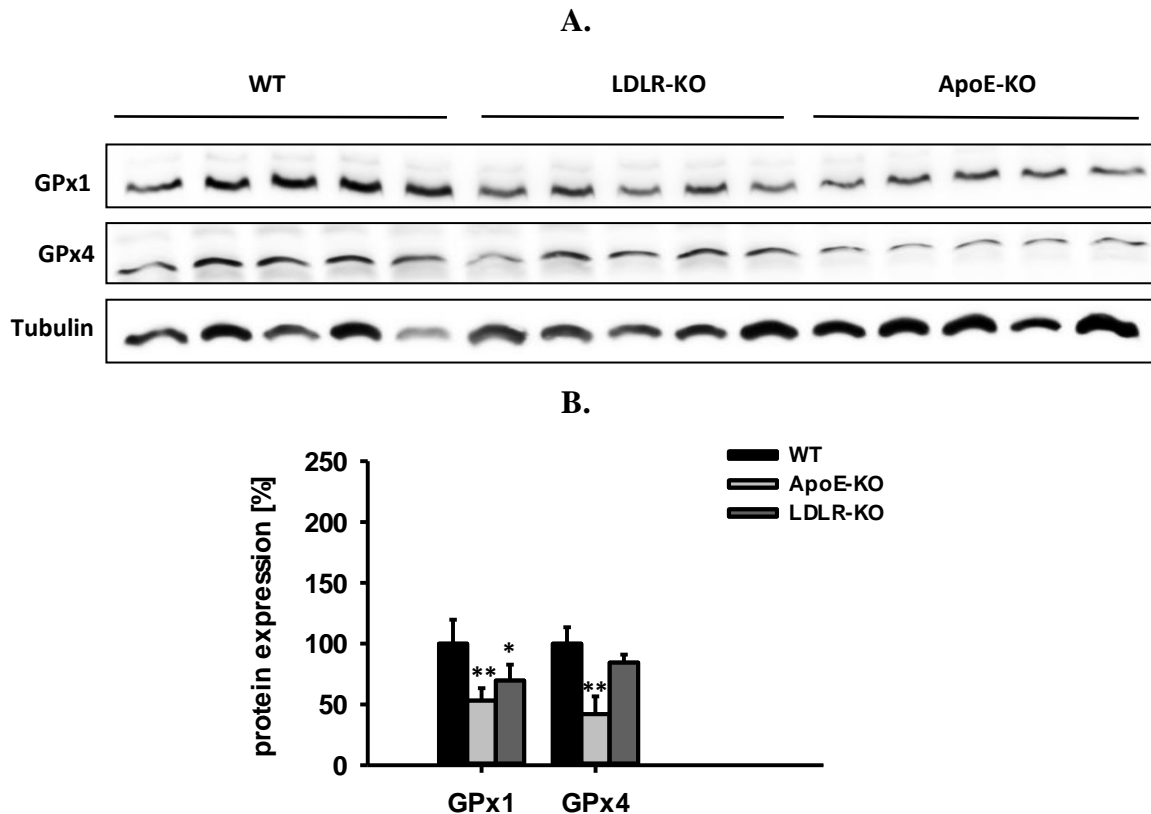 A.
WT LDLR-KO ApoE-KO
GPx1
GPx4
Tubulin
B.
WT
ApoE-KO
LDLR-KO
protein expression [%]
250
200
150
100
50
0
**
*
**
GPx1 GPx4